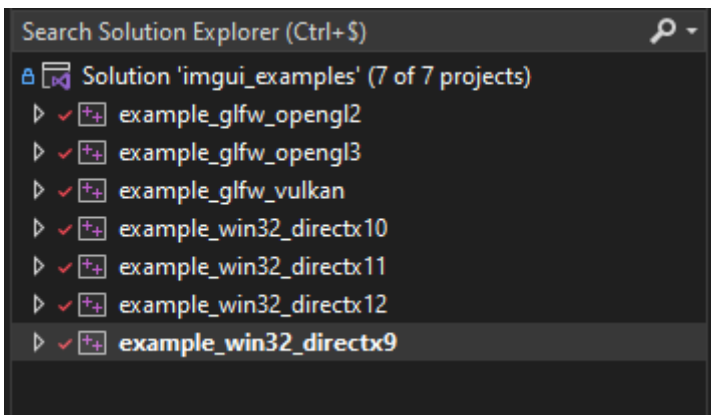 Search Solution Explorer (Ctrl+$)
Solution 'imgui_examples' (7 of 7 projects)
example_glfw_opengl2
example_glfw_opengl3
example_glfw_vulkan
example_win32_directx10
example_win32_directx11
example_win32_directx12
example_win32_directx9